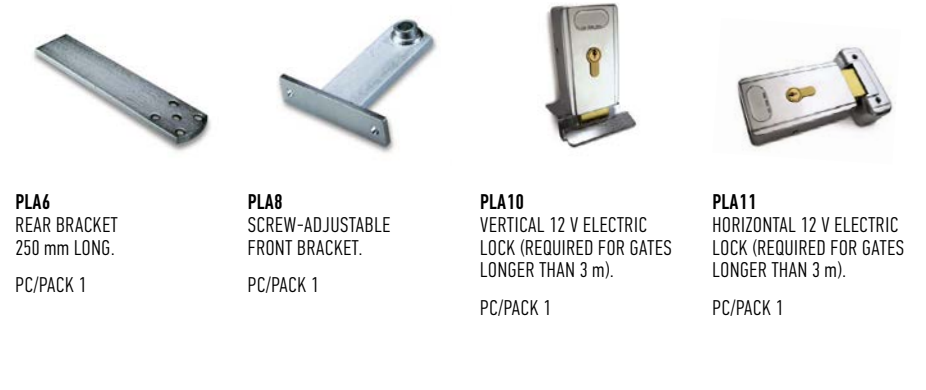 PLA6
REAR BRACKET
250 mm LONG.
PC/PACK 1
PLA8
SCREW-ADJUSTABLE
FRONT BRACKET.
PC/PACK 1
PLA10
VERTICAL 12 V ELECTRIC
LOCK (REQUIRED FOR GATES
LONGER THAN 3 m).
PC/PACK 1
PLA11
HORIZONTAL 12 V ELECTRIC
LOCK (REQUIRED FOR GATES
LONGER THAN 3 m).
PC/PACK 1